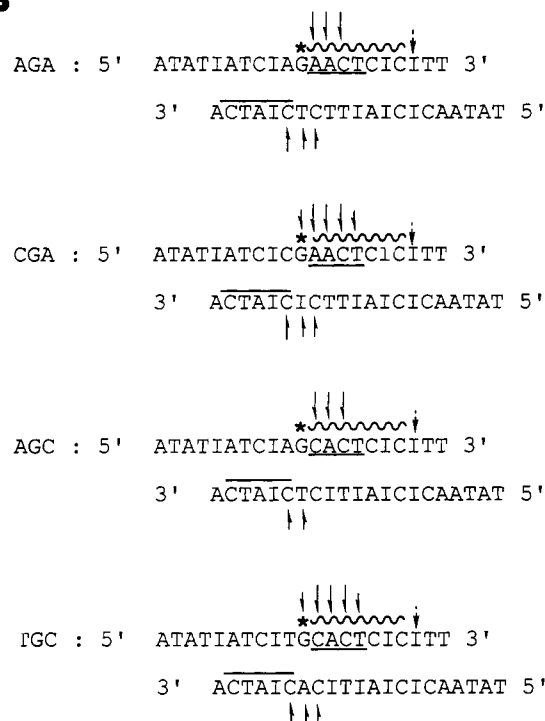 AGA : 5' ATATIATCIAGAACTCICITT 3'
3' ACTAICTCTTIAICICAATAT 5'
CGA : 5' ATATIATCICGAACTClCITT 3'
3' ACTAICICTTIAICICAATAT 5'
AGC : 5' ATATIATCIAGCACTCICITT 3'
3' ACTAICTCITIAICICAATAT 5'
TGC : 5' ATATIATCITGCACTCICITT 3'
3' ACTAICACITIAICICAATAT 5'